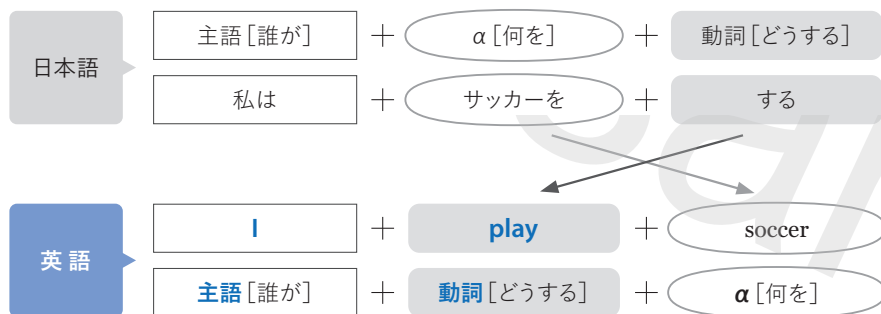 日本語
主語［誰が］ + α［何を］ + 動詞［どうする］
私は + サッカーを + する
英語
I + play + soccer
主語［誰が］ + 動詞［どうする］ + α［何を］